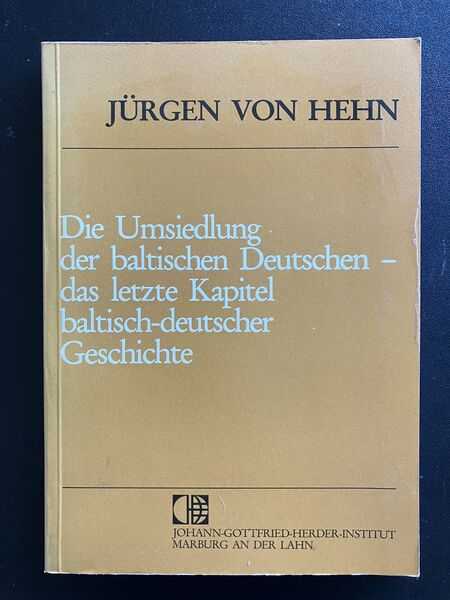 JÜRGEN VON HEHN
Die Umsiedlung
der baltischen Deutschen –
das letzte Kapitel
baltisch-deutscher
Geschichte
JOHANN-GOTTFRIED-HERDER-INSTITUT
MARBURG AN DER LAHN